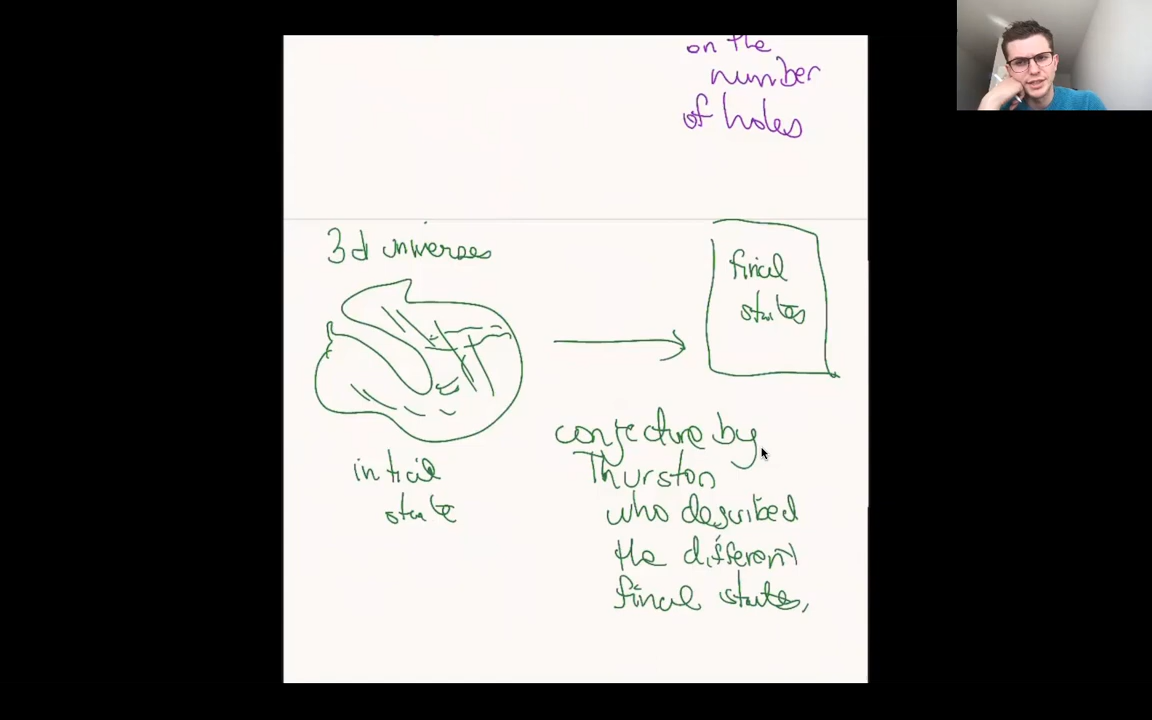 on the
number
of holes
3d universes
final
states
initial
state
conjecture by
Thurston
who described
the different
final states,